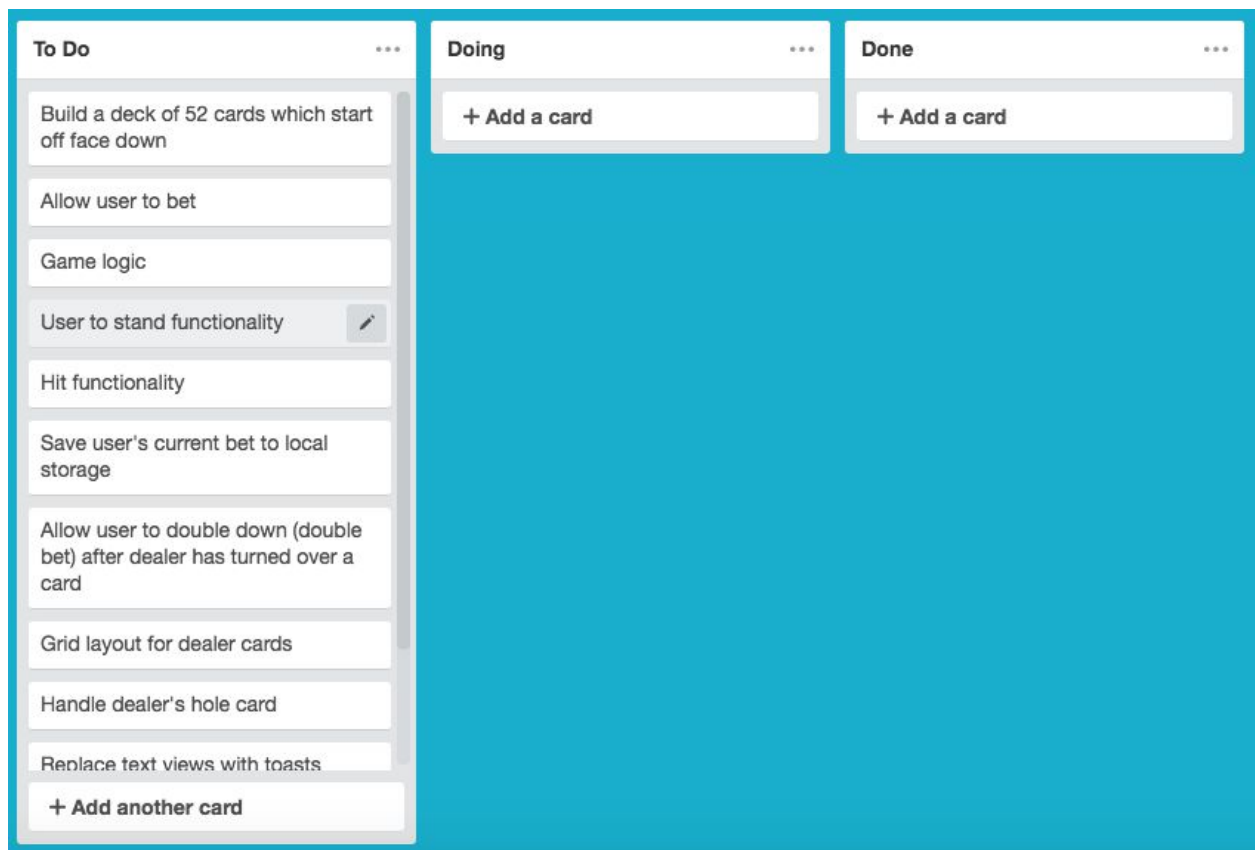 To Do
Build a deck of 52 cards which start
off face down
Allow user to bet
Game logic
User to stand functionality
Hit functionality
Save user's current bet to local
storage
Allow user to double down (double
bet) after dealer has turned over a
card
Grid layout for dealer cards
Handle dealer's hole card
Replace text views with toasts
+ Add another card
Doing
+ Add a card
Done
+ Add a card